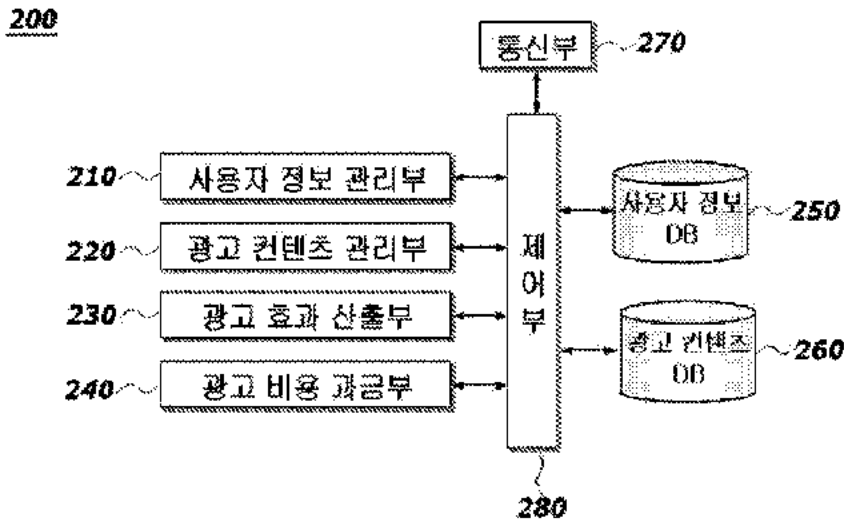 200
통신부
270
210
사용자 정보 관리부
220
광고 컨텐츠 관리부
230
광고 효과 산출부
240
광고 비용 과금부
제
어
부
280
사용자 정보
DB
250
광고 컨텐츠
DB
260